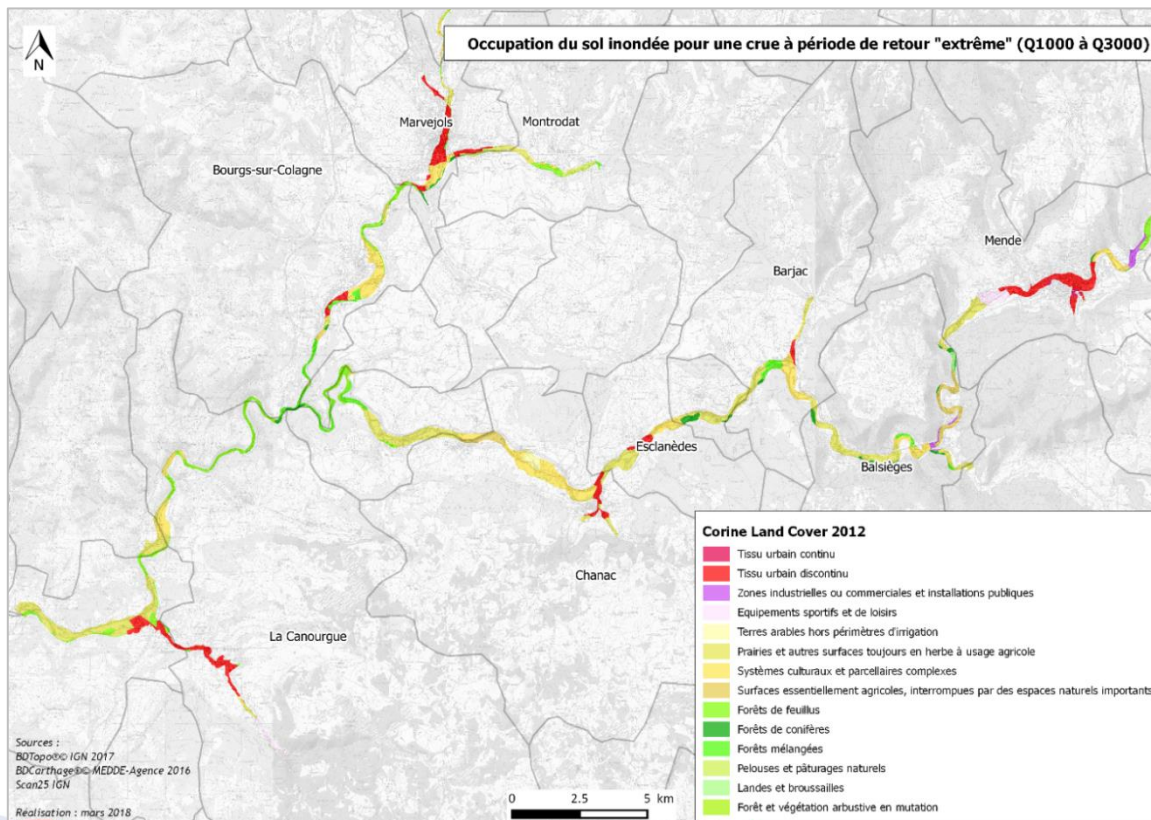 Occupation du sol inondée pour une crue à période de retour "extrême" (Q1000 à Q3000)
N
Marvejols
Montrodat
Bourgs-sur-Colagne
Mende
Barjac
Esclanèdes
Balsièges
Chanac
La Canourgue
Corine Land Cover 2012
Tissu urbain continu
Tissu urbain discontinu
Zones industrielles ou commerciales et installations publiques
Equipements sportifs et de loisirs
Terres arables hors périmètres d'irrigation
Prairies et autres surfaces toujours en herbe à usage agricole
Systèmes culturaux et parcellaires complexes
Surfaces essentiellement agricoles, interrompues par des espaces naturels importants
Forêts de feuillus
Forêts de conifères
Forêts mélangées
Pelouses et pâturages naturels
Landes et broussailles
Forêt et végétation arbustive en mutation
Sources :
BDTopo®© IGN 2017
BDCarthage®© MEDDE-Agence 2016
Scan25 IGN
Réalisation : mars 2018
0 2.5 5 km